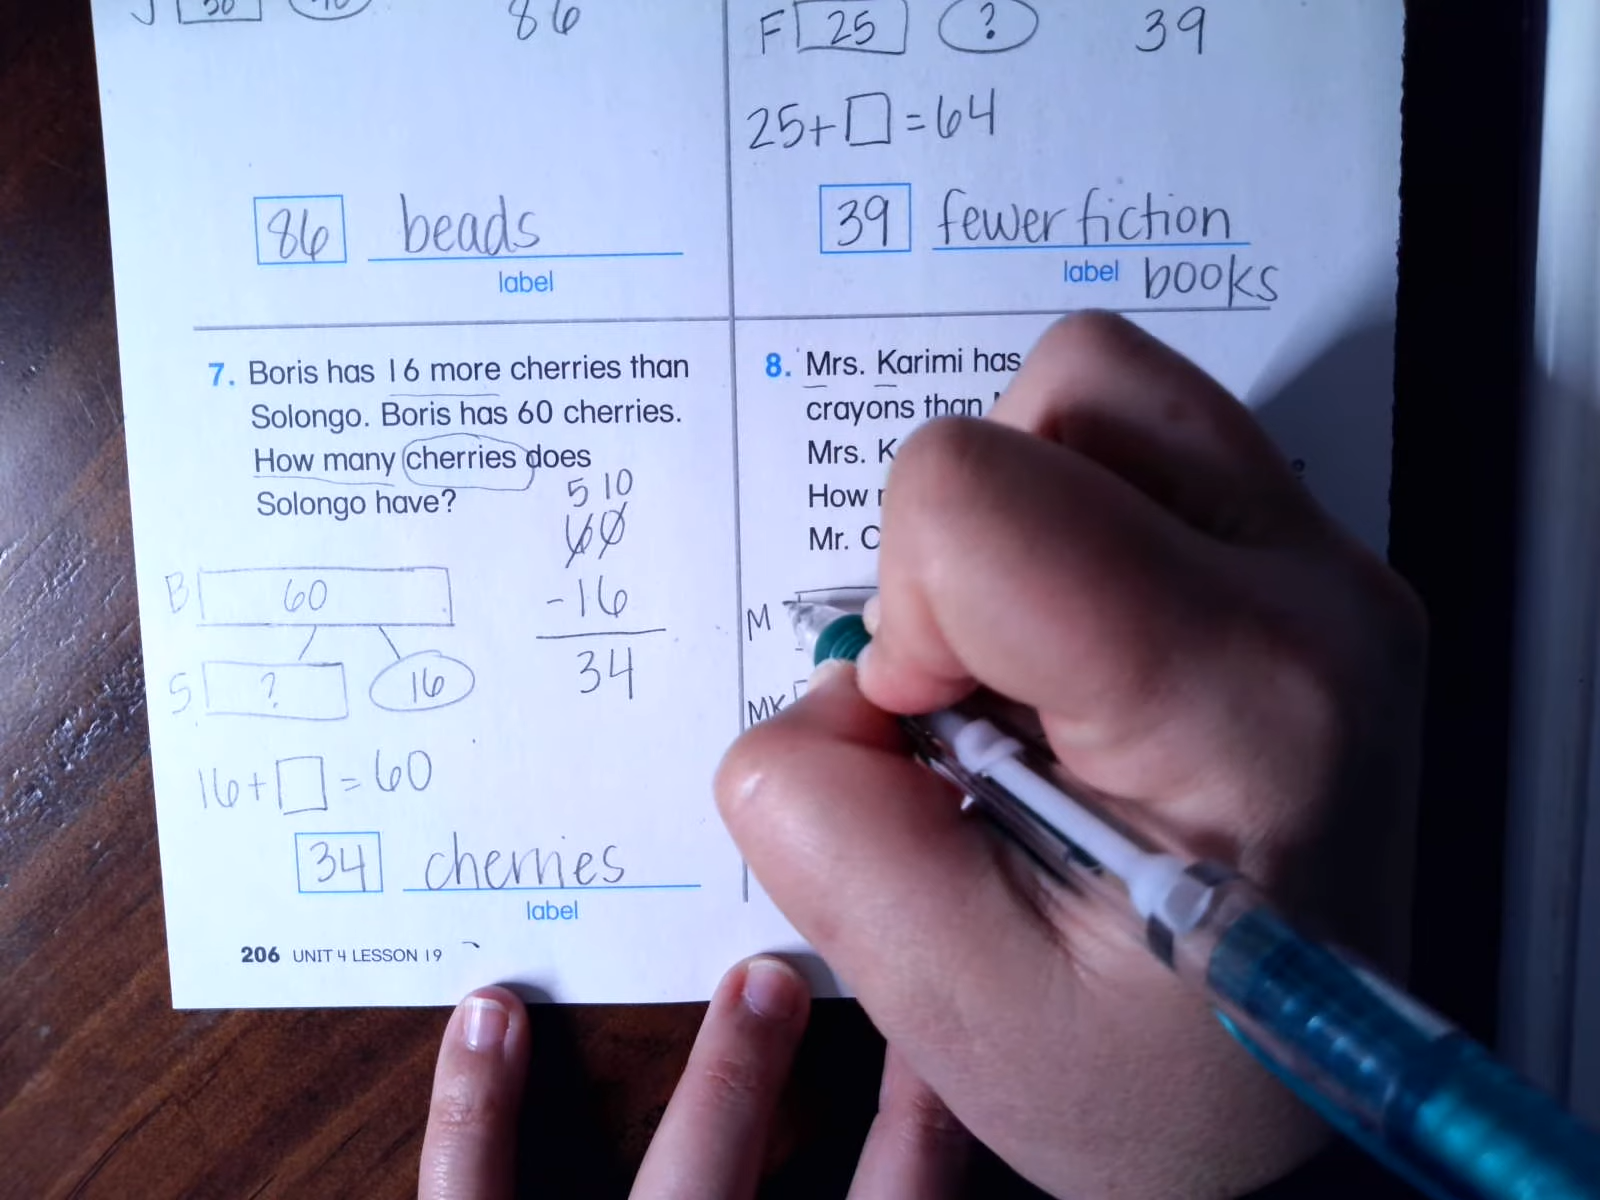 86
F 25 ? 39
25+□=64
86 beads
label
39 fewer fiction
label books
7. Boris has 16 more cherries than
Solongo. Boris has 60 cherries.
How many cherries does
Solongo have?
5 10
60
-16
34
B 60
S ? 16
16+□=60
34 cherries
label
8. Mrs. Karimi has
crayons than
Mrs.
How
Mr.
M
MK
206 UNIT 4 LESSON 19